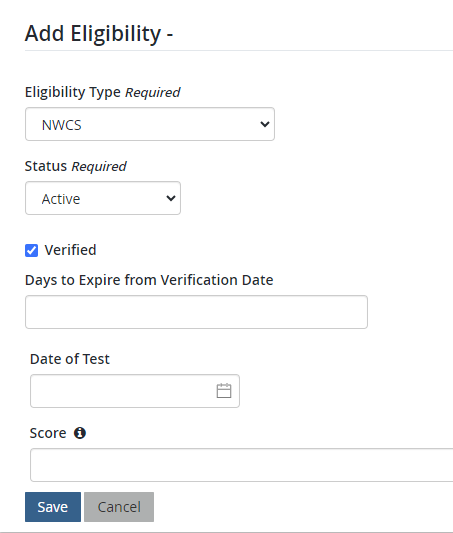 Add Eligibility -
Eligibility Type Required
NWCS
Status Required
Active
Verified
Days to Expire from Verification Date
Date of Test
Score
Save Cancel